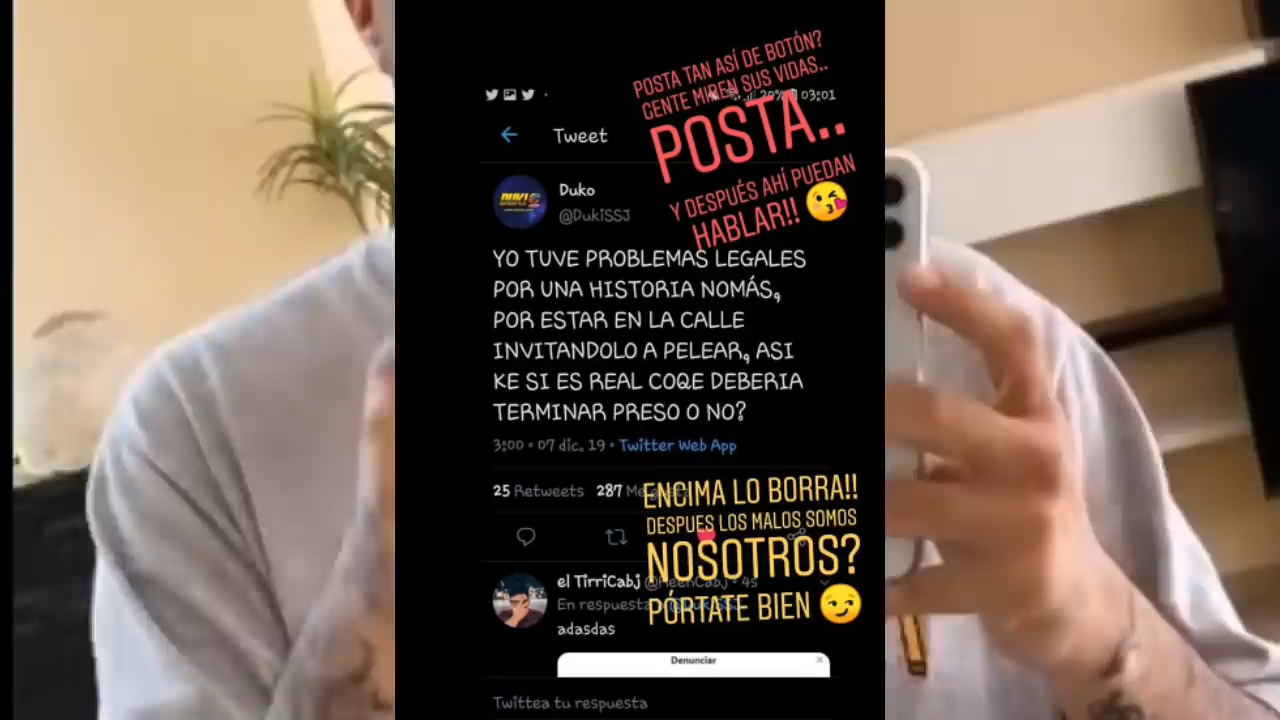 POSTA TAN ASÍ DE BOTÓN?
GENTE MIREN SUS VIDAS..
POSTA..
Y DESPUÉS AHÍ PUEDAN
HABLAR!!
03:01
Tweet
Duko
@DukiSSJ
YO TUVE PROBLEMAS LEGALES
POR UNA HISTORIA NOMÁS,
POR ESTAR EN LA CALLE
INVITANDOLO A PELEAR, ASI
KE SI ES REAL COQE DEBERIA
TERMINAR PRESO O NO?
3:00 • 07 dic. 19 • Twitter Web App
25 Retweets 287
ENCIMA LO BORRA!!
DESPUES LOS MALOS SOMOS
NOSOTROS?
PÓRTATE BIEN
el TirriCabj
En respuesta
adasdas
Denunciar
Twittea tu respuesta